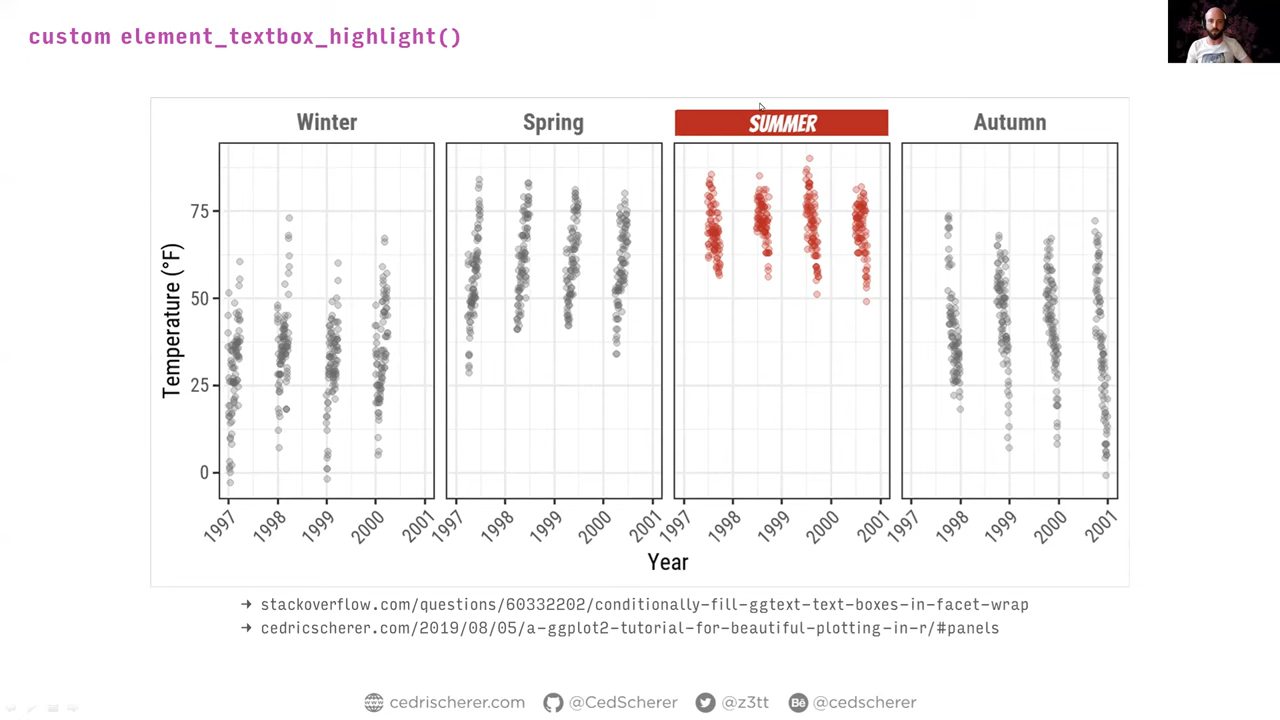 custom element_textbox_highlight()
Winter
Spring
SUMMER
Autumn
Temperature (°F)
75
50
25
0
1997 1998 1999 2000 2001
1997 1998 1999 2000 2001
1997 1998 1999 2000 2001
1997 1998 1999 2000 2001
Year
➜ stackoverflow.com/questions/60332202/conditionally-fill-ggtext-text-boxes-in-facet-wrap
➜ cedricscherer.com/2019/08/05/a-ggplot2-tutorial-for-beautiful-plotting-in-r/#panels
cedrischerer.com @CedScherer @z3tt Bē @cedscherer